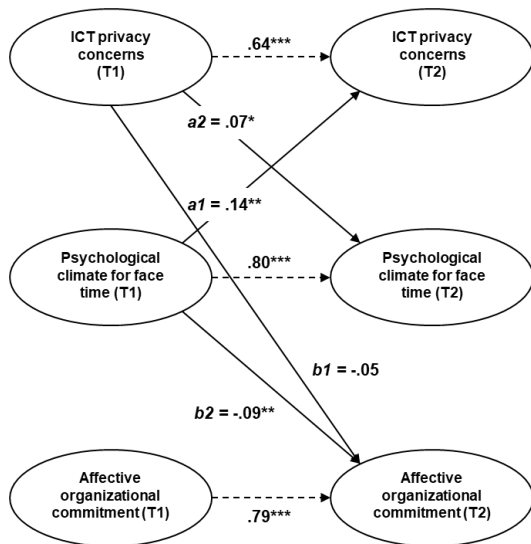 ICT privacy
concerns
(T1)
.64***
ICT privacy
concerns
(T2)
a2 = .07*
a1 = .14**
Psychological
climate for face
time (T1)
.80***
Psychological
climate for face
time (T2)
b1 = -.05
b2 = -.09**
Affective
organizational
commitment (T1)
.79***
Affective
organizational
commitment (T2)